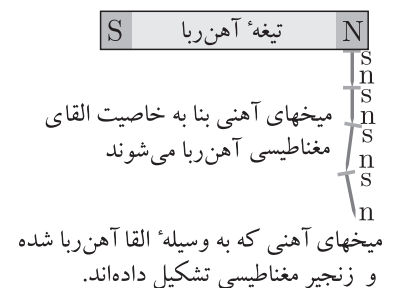 S تیغهٔ آهن‌ربا N
s
n
s
n
s
n
s
n
میخهای آهنی بنا به خاصیت القای
مغناطیسی آهن‌ربا می‌شوند
میخهای آهنی که به وسیلهٔ القا آهن‌ربا شده
و زنجیر مغناطیسی تشکیل داده‌اند.